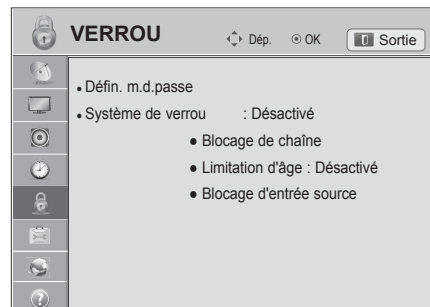 VERROU Dép. OK Sortie
• Défin. m.d.passe
• Système de verrou : Désactivé
● Blocage de chaîne
● Limitation d'âge : Désactivé
● Blocage d'entrée source